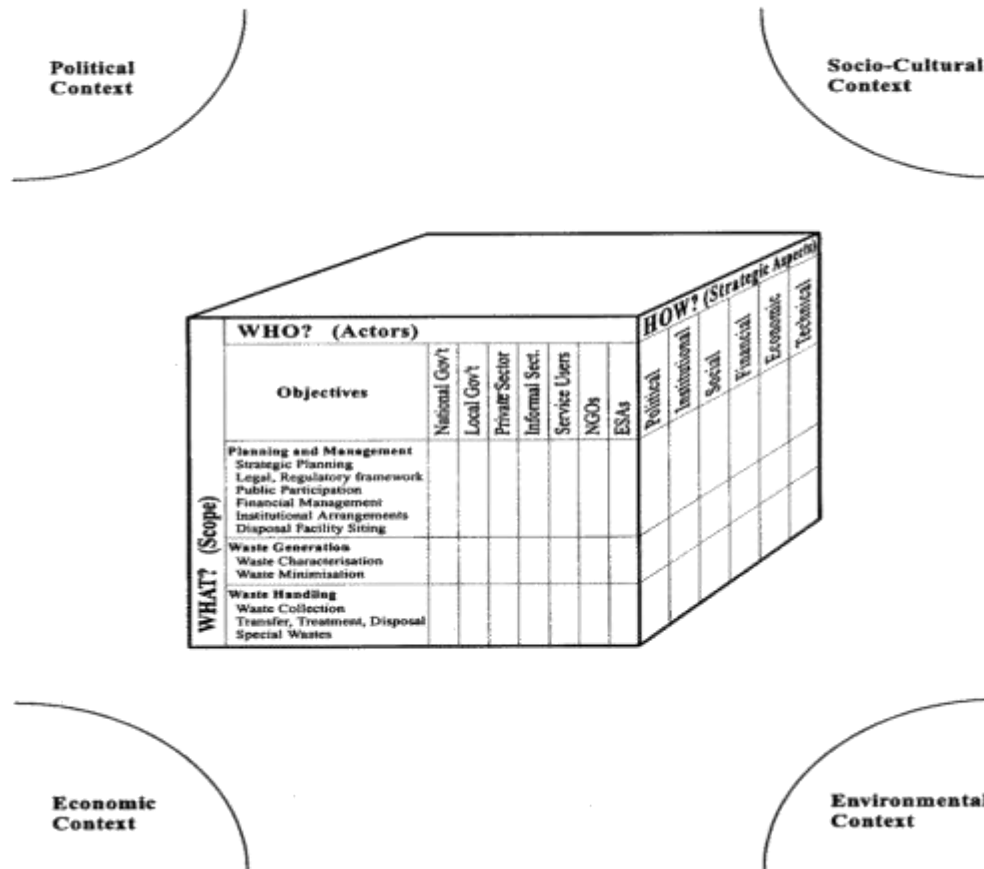 Political
Context
Socio-Cultural
Context
WHO? (Actors)
HOW? (Strategic Aspects)
Objectives
National Gov't
Local Gov't
Private Sector
Informal Sect.
Service Users
NGOs
ESAs
Political
Institutional
Social
Financial
Economic
Technical
WHAT? (Scope)
Planning and Management
Strategic Planning
Legal, Regulatory framework
Public Participation
Financial Management
Institutional Arrangements
Disposal Facility Siting
Waste Generation
Waste Characterisation
Waste Minimisation
Waste Handling
Waste Collection
Transfer, Treatment, Disposal
Special Wastes
Economic
Context
Environmental
Context